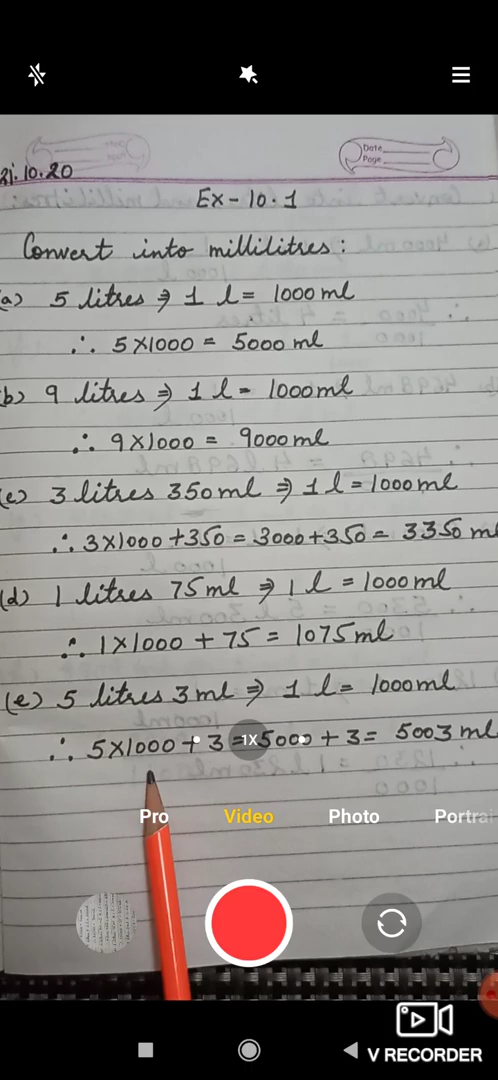 Date
Page
21.10.20
Ex-10.1
Convert into millilitres:
(a) 5 litres ⇒ 1 l = 1000 ml
∴ 5×1000 = 5000 ml
(b) 9 litres ⇒ 1 l = 1000 ml
∴ 9×1000 = 9000 ml
(c) 3 litres 350 ml ⇒ 1 l = 1000 ml
∴ 3×1000 + 350 = 3000 + 350 = 3350 ml
(d) 1 litres 75 ml ⇒ 1 l = 1000 ml
∴ 1×1000 + 75 = 1075 ml
(e) 5 litres 3 ml ⇒ 1 l = 1000 ml
∴ 5×1000 + 3 = 5000 + 3 = 5003 ml
1X
Pro Video Photo Portrai
V RECORDER